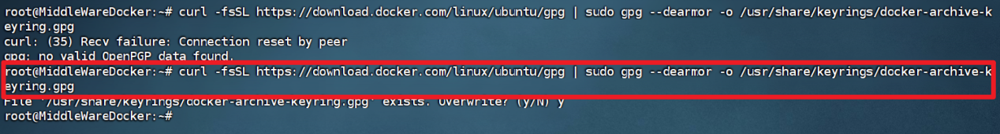 root@MiddleWareDocker:~# curl -fsSL https://download.docker.com/linux/ubuntu/gpg | sudo gpg --dearmor -o /usr/share/keyrings/docker-archive-k
eyring.gpg
curl: (35) Recv failure: Connection reset by peer
gpg: no valid OpenPGP data found.
root@MiddleWareDocker:~# curl -fsSL https://download.docker.com/linux/ubuntu/gpg | sudo gpg --dearmor -o /usr/share/keyrings/docker-archive-k
eyring.gpg
File '/usr/share/keyrings/docker-archive-keyring.gpg' exists. Overwrite? (y/N) y
root@MiddleWareDocker:~#